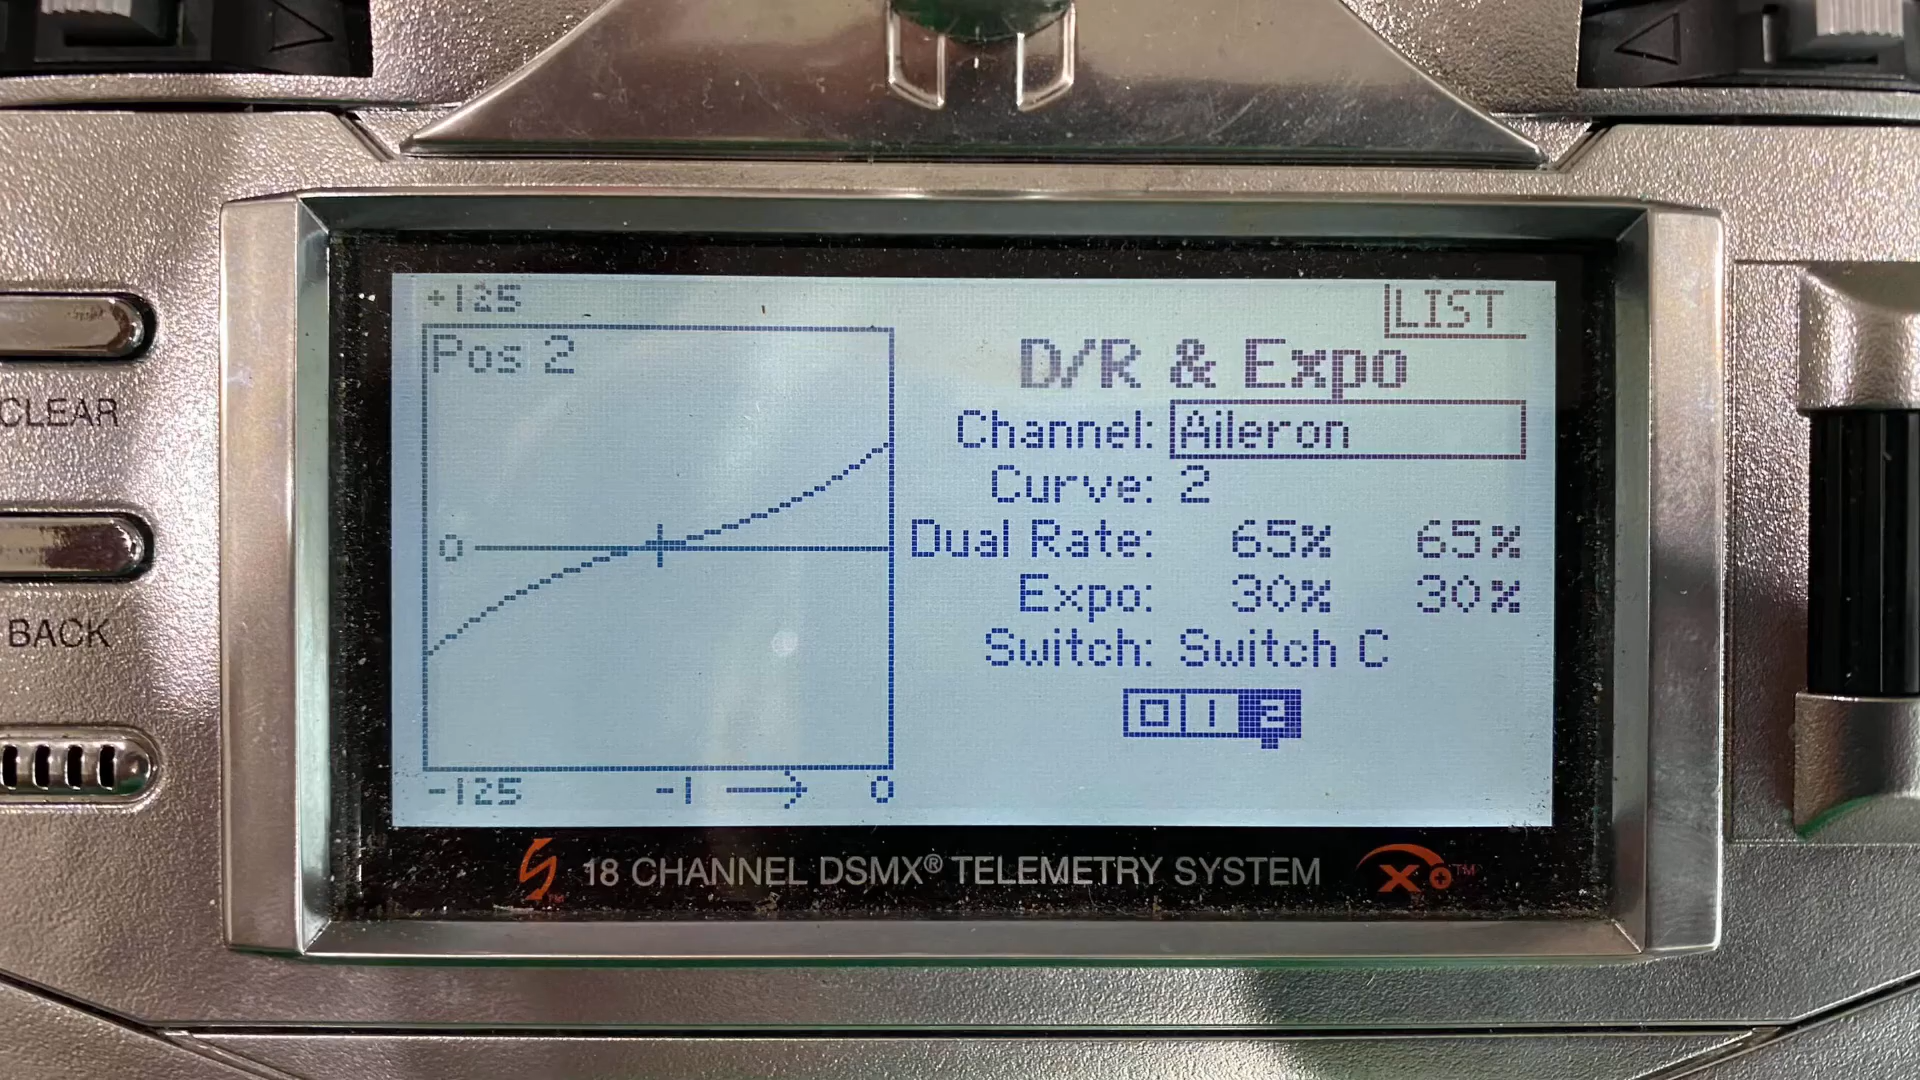 +125
LIST
Pos 2
D/R & Expo
Channel: Aileron
Curve: 2
Dual Rate: 65% 65%
0
Expo: 30% 30%
Switch: Switch C
0 1 2
-125 -1 → 0
CLEAR
BACK
18 CHANNEL DSMX® TELEMETRY SYSTEM X+™